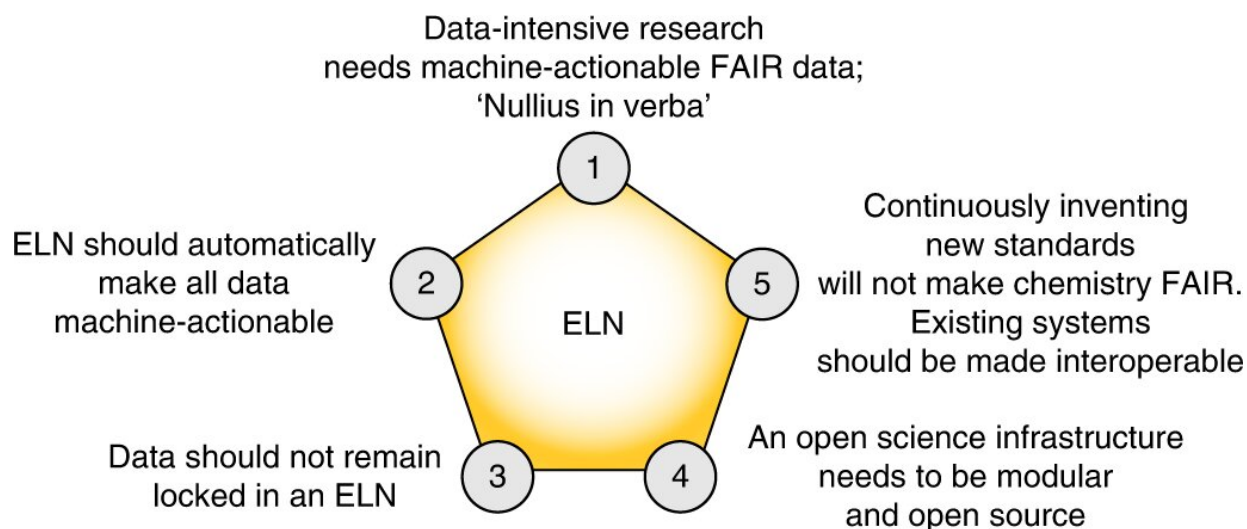 Data-intensive research
needs machine-actionable FAIR data;
‘Nullius in verba’
1
ELN should automatically
make all data
machine-actionable
2
ELN
5
Continuously inventing
new standards
will not make chemistry FAIR.
Existing systems
should be made interoperable
Data should not remain
locked in an ELN
3
4
An open science infrastructure
needs to be modular
and open source